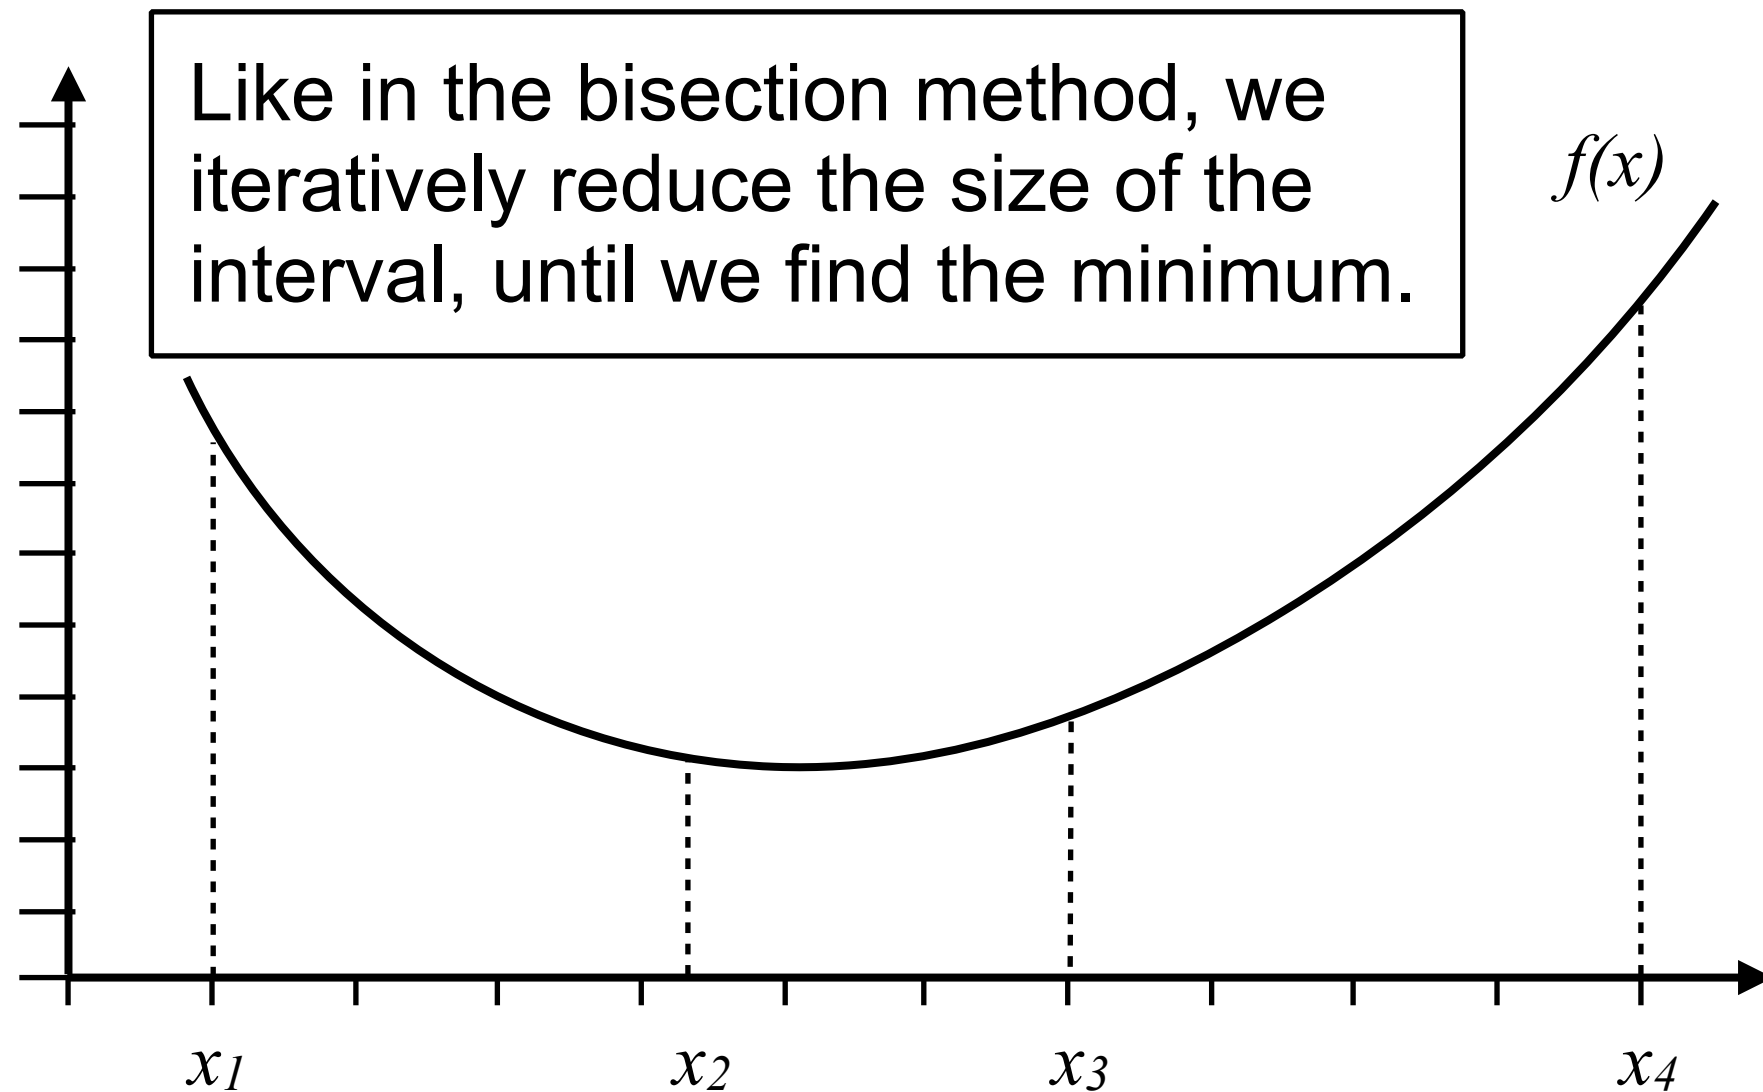 Like in the bisection method, we
iteratively reduce the size of the
interval, until we find the minimum.
f(x)
x1 x2 x3 x4